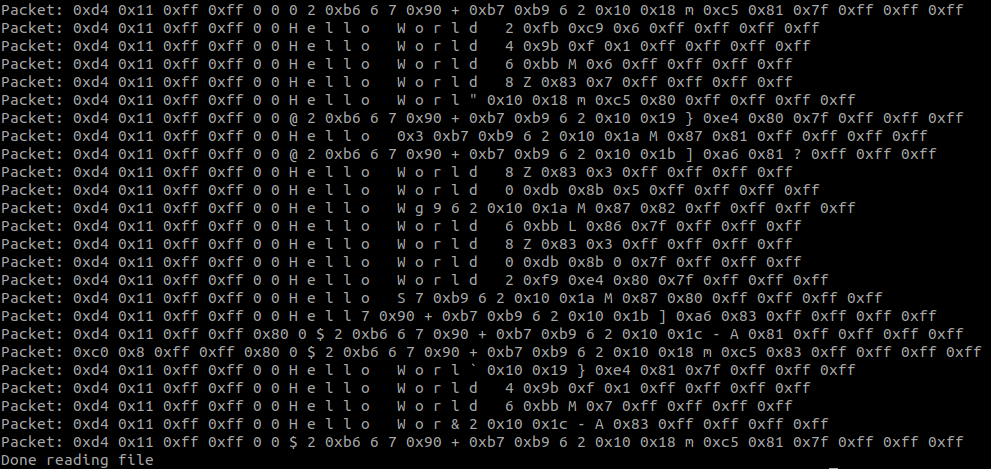 Packet: 0xd4 0x11 0xff 0xff 0 0 0 2 0xb6 6 7 0x90 + 0xb7 0xb9 6 2 0x10 0x18 m 0xc5 0x81 0x7f 0xff 0xff 0xff
Packet: 0xd4 0x11 0xff 0xff 0 0 H e l l o   W o r l d   2 0xfb 0xc9 0x6 0xff 0xff 0xff 0xff
Packet: 0xd4 0x11 0xff 0xff 0 0 H e l l o   W o r l d   4 0x9b 0xf 0x1 0xff 0xff 0xff 0xff
Packet: 0xd4 0x11 0xff 0xff 0 0 H e l l o   W o r l d   6 0xbb M 0x6 0xff 0xff 0xff 0xff
Packet: 0xd4 0x11 0xff 0xff 0 0 H e l l o   W o r l d   8 Z 0x83 0x7 0xff 0xff 0xff 0xff
Packet: 0xd4 0x11 0xff 0xff 0 0 H e l l o   W o r l " 0x10 0x18 m 0xc5 0x80 0xff 0xff 0xff 0xff
Packet: 0xd4 0x11 0xff 0xff 0 0 @ 2 0xb6 6 7 0x90 + 0xb7 0xb9 6 2 0x10 0x19 } 0xe4 0x80 0x7f 0xff 0xff 0xff
Packet: 0xd4 0x11 0xff 0xff 0 0 H e l l o   0x3 0xb7 0xb9 6 2 0x10 0x1a M 0x87 0x81 0xff 0xff 0xff 0xff
Packet: 0xd4 0x11 0xff 0xff 0 0 @ 2 0xb6 6 7 0x90 + 0xb7 0xb9 6 2 0x10 0x1b ] 0xa6 0x81 ? 0xff 0xff 0xff
Packet: 0xd4 0x11 0xff 0xff 0 0 H e l l o   W o r l d   8 Z 0x83 0x3 0xff 0xff 0xff 0xff
Packet: 0xd4 0x11 0xff 0xff 0 0 H e l l o   W o r l d   0 0xdb 0x8b 0x5 0xff 0xff 0xff 0xff
Packet: 0xd4 0x11 0xff 0xff 0 0 H e l l o   W g 9 6 2 0x10 0x1a M 0x87 0x82 0xff 0xff 0xff 0xff
Packet: 0xd4 0x11 0xff 0xff 0 0 H e l l o   W o r l d   6 0xbb L 0x86 0x7f 0xff 0xff 0xff
Packet: 0xd4 0x11 0xff 0xff 0 0 H e l l o   W o r l d   8 Z 0x83 0x3 0xff 0xff 0xff 0xff
Packet: 0xd4 0x11 0xff 0xff 0 0 H e l l o   W o r l d   0 0xdb 0x8b 0 0x7f 0xff 0xff 0xff
Packet: 0xd4 0x11 0xff 0xff 0 0 H e l l o   W o r l d   2 0xf9 0xe4 0x80 0x7f 0xff 0xff 0xff
Packet: 0xd4 0x11 0xff 0xff 0 0 H e l l o   S 7 0xb9 6 2 0x10 0x1a M 0x87 0x80 0xff 0xff 0xff 0xff
Packet: 0xd4 0x11 0xff 0xff 0 0 H e l l 7 0x90 + 0xb7 0xb9 6 2 0x10 0x1b ] 0xa6 0x83 0xff 0xff 0xff 0xff
Packet: 0xd4 0x11 0xff 0xff 0x80 0 $ 2 0xb6 6 7 0x90 + 0xb7 0xb9 6 2 0x10 0x1c - A 0x81 0xff 0xff 0xff 0xff
Packet: 0xc0 0x8 0xff 0xff 0x80 0 $ 2 0xb6 6 7 0x90 + 0xb7 0xb9 6 2 0x10 0x18 m 0xc5 0x83 0xff 0xff 0xff 0xff
Packet: 0xd4 0x11 0xff 0xff 0 0 H e l l o   W o r l ` 0x10 0x19 } 0xe4 0x81 0x7f 0xff 0xff 0xff
Packet: 0xd4 0x11 0xff 0xff 0 0 H e l l o   W o r l d   4 0x9b 0xf 0x1 0xff 0xff 0xff 0xff
Packet: 0xd4 0x11 0xff 0xff 0 0 H e l l o   W o r l d   6 0xbb M 0x7 0xff 0xff 0xff 0xff
Packet: 0xd4 0x11 0xff 0xff 0 0 H e l l o   W o r & 2 0x10 0x1c - A 0x83 0xff 0xff 0xff 0xff
Packet: 0xd4 0x11 0xff 0xff 0 0 $ 2 0xb6 6 7 0x90 + 0xb7 0xb9 6 2 0x10 0x18 m 0xc5 0x81 0x7f 0xff 0xff 0xff
Done reading file